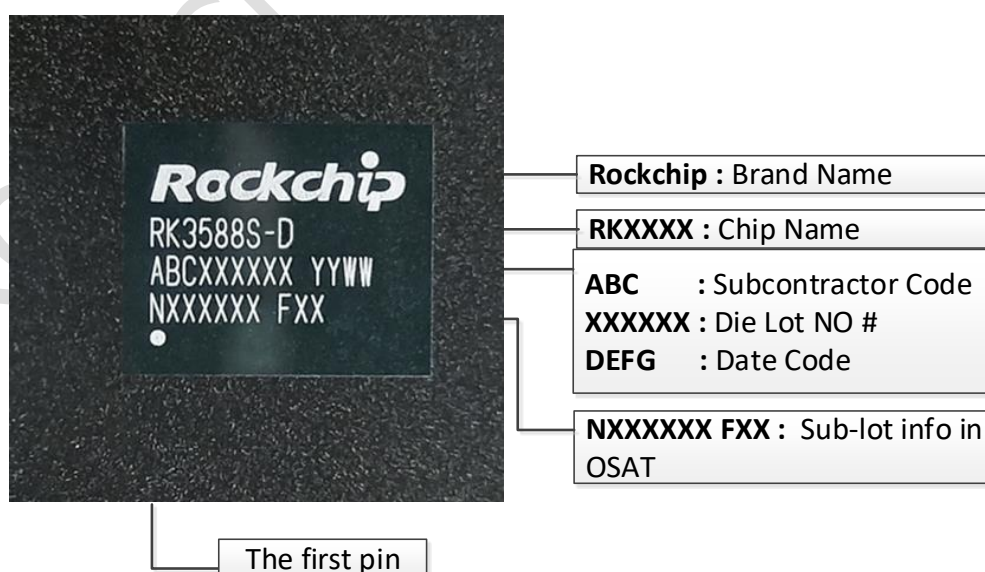 Rockchip
RK3588S-D
ABCXXXXXX YYWW
NXXXXXX FXX
Rockchip : Brand Name
RKXXXX : Chip Name
ABC : Subcontractor Code
XXXXXX : Die Lot NO #
DEFG : Date Code
NXXXXXX FXX : Sub-lot info in
OSAT
The first pin